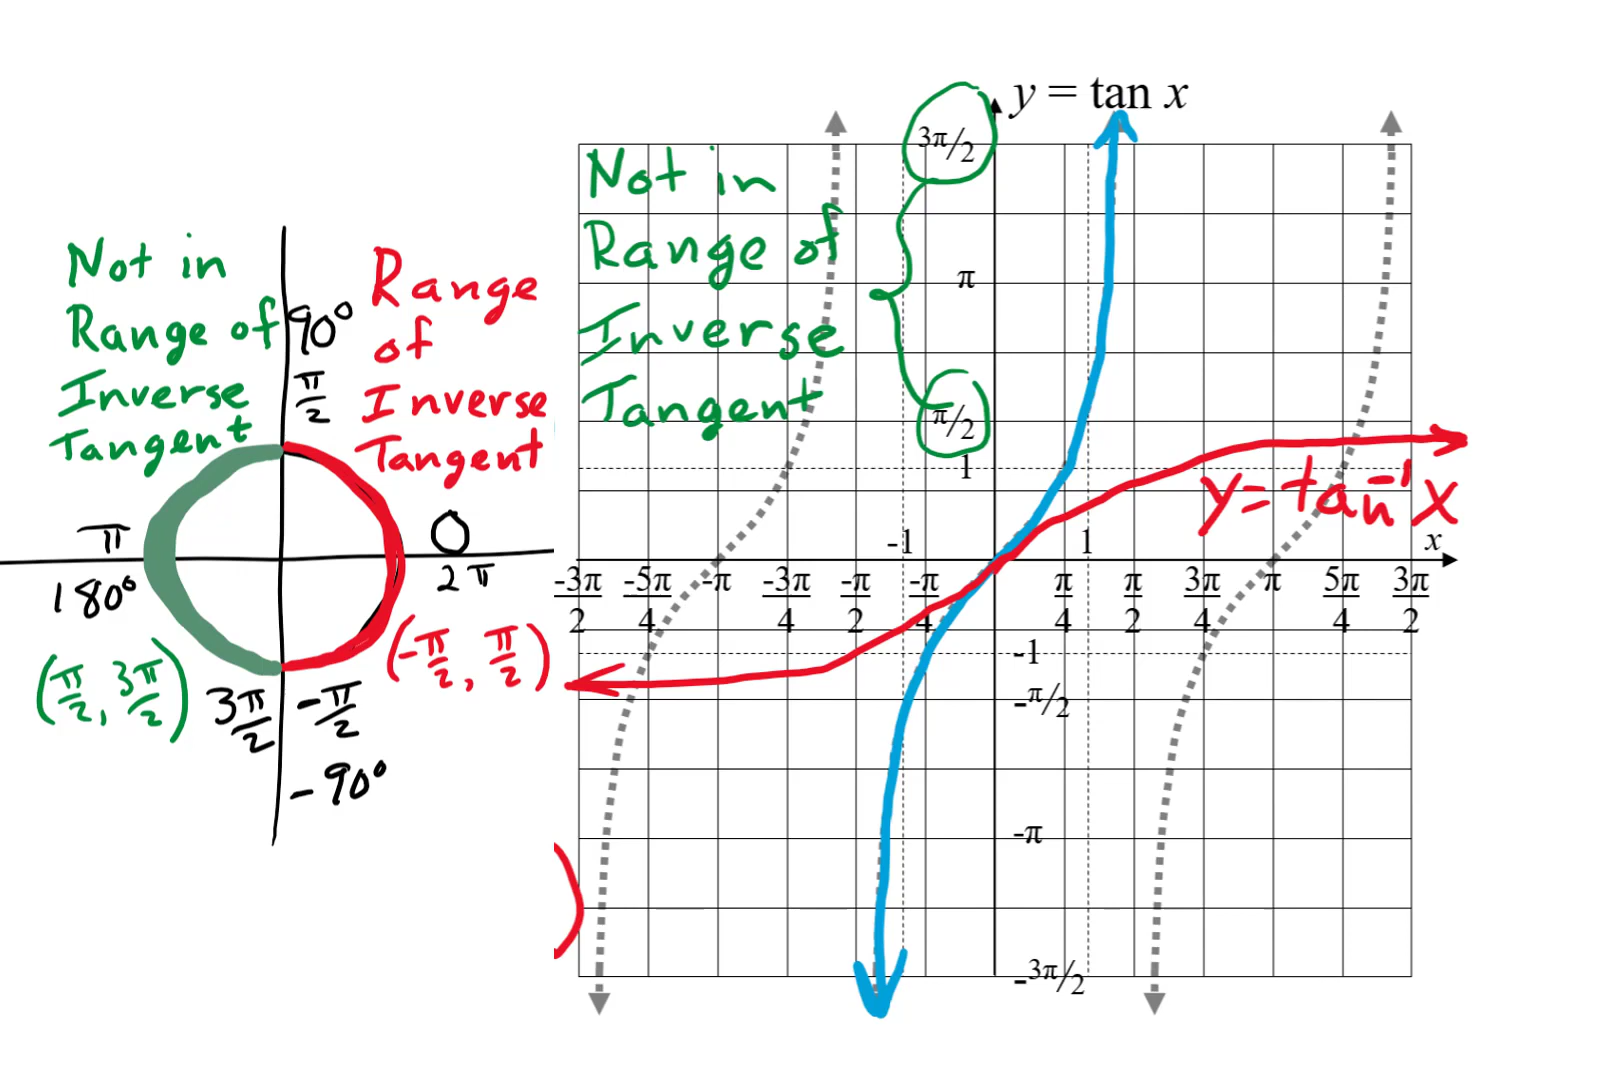 Not in
Range of
Inverse
Tangent
90°
π/2
Range
of
Inverse
Tangent
π
180°
0
2π
(π/2, 3π/2)
3π/2
-π/2
-90°
(-π/2, π/2)
y = tan x
Not in
Range of
Inverse
Tangent
3π/2
π
π/2
1
y = tan⁻¹ x
-1
1
x
-3π/2 -5π/4 -π -3π/4 -π/2 -π/4 π/4 π/2 3π/4 π 5π/4 3π/2
-1
-π/2
-π
-3π/2
)